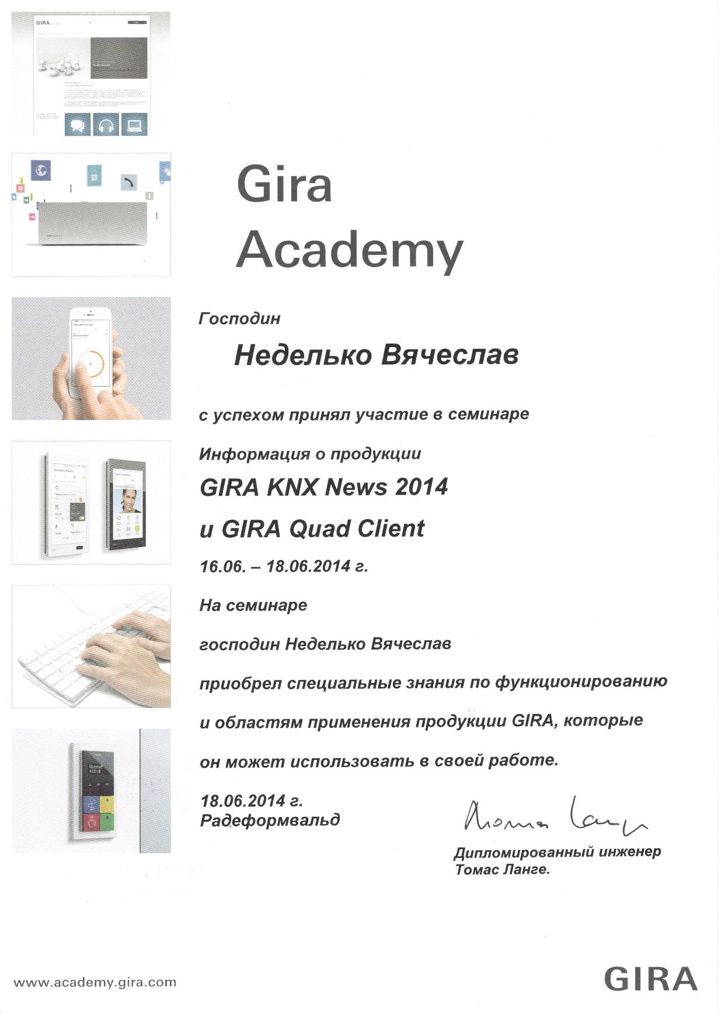 Gira
Academy
Господин
Неделько Вячеслав
с успехом принял участие в семинаре
Информация о продукции
GIRA KNX News 2014
и GIRA Quad Client
16.06. – 18.06.2014 г.
На семинаре
господин Неделько Вячеслав
приобрел специальные знания по функционированию
и областям применения продукции GIRA, которые
он может использовать в своей работе.
18.06.2014 г.
Радеформвальд
Дипломированный инженер
Томас Ланге.
www.academy.gira.com
GIRA